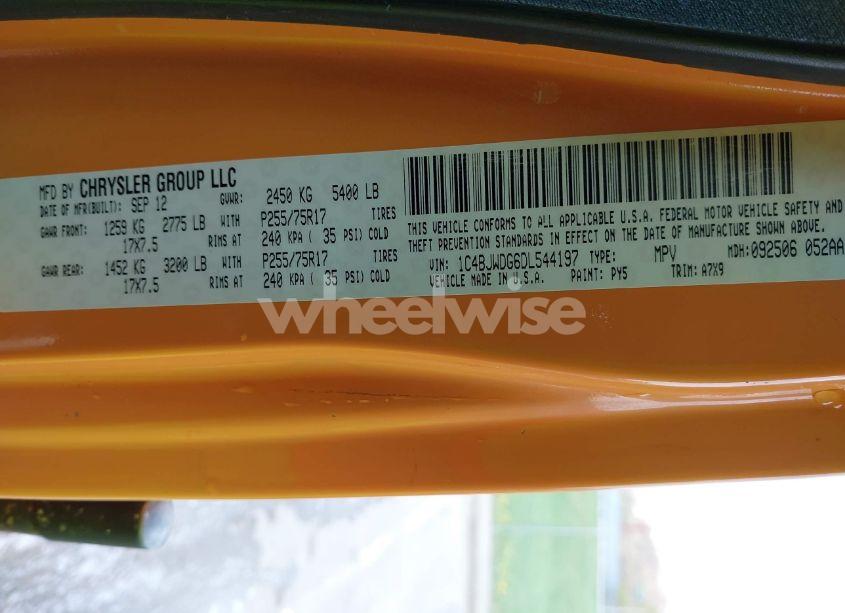 MFD BY CHRYSLER GROUP LLC
DATE OF MFR(BUILT): SEP 12 GVWR: 2450 KG 5400 LB
GAWR FRONT: 1259 KG 2775 LB WITH P255/75R17 TIRES
17X7.5 RIMS AT 240 KPA ( 35 PSI) COLD
GAWR REAR: 1452 KG 3200 LB WITH P255/75R17 TIRES
17X7.5 RIMS AT 240 KPA ( 35 PSI) COLD
THIS VEHICLE CONFORMS TO ALL APPLICABLE U.S.A. FEDERAL MOTOR VEHICLE SAFETY AND
THEFT PREVENTION STANDARDS IN EFFECT ON THE DATE OF MANUFACTURE SHOWN ABOVE.
VIN: 1C4BJWDG6DL544197 TYPE: MPV MDH: 092506 052AA
VEHICLE MADE IN U.S.A. PAINT: PY5 TRIM: A7X9
wheelwise